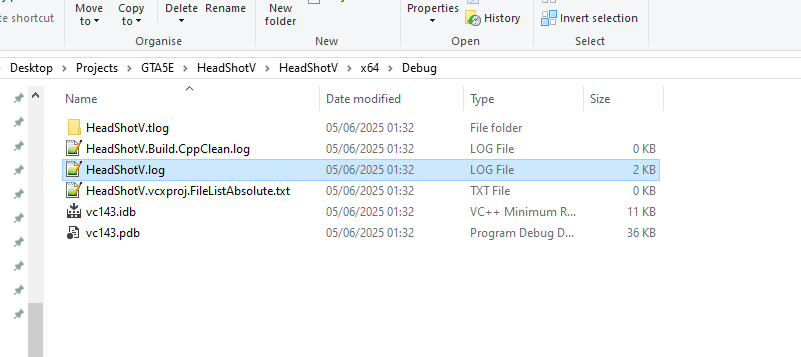 te shortcut
Move to Copy to Delete Rename New folder Properties History Invert selection
Organise New Open Select
Desktop > Projects > GTA5E > HeadShotV > HeadShotV > x64 > Debug
Name Date modified Type Size
HeadShotV.tlog 05/06/2025 01:32 File folder
HeadShotV.Build.CppClean.log 05/06/2025 01:32 LOG File 0 KB
HeadShotV.log 05/06/2025 01:32 LOG File 2 KB
HeadShotV.vcxproj.FileListAbsolute.txt 05/06/2025 01:32 TXT File 0 KB
vc143.idb 05/06/2025 01:32 VC++ Minimum R... 11 KB
vc143.pdb 05/06/2025 01:32 Program Debug D... 36 KB